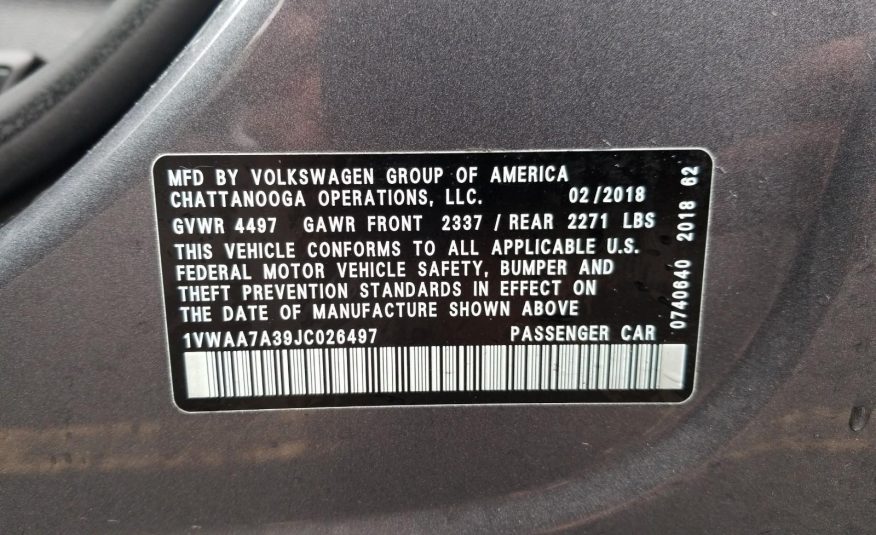 MFD BY VOLKSWAGEN GROUP OF AMERICA
CHATTANOOGA OPERATIONS, LLC. 02/2018
GVWR 4497 GAWR FRONT 2337 / REAR 2271 LBS
THIS VEHICLE CONFORMS TO ALL APPLICABLE U.S.
FEDERAL MOTOR VEHICLE SAFETY, BUMPER AND
THEFT PREVENTION STANDARDS IN EFFECT ON
THE DATE OF MANUFACTURE SHOWN ABOVE
1VWAA7A39JC026497 PASSENGER CAR
0740640 2018 62